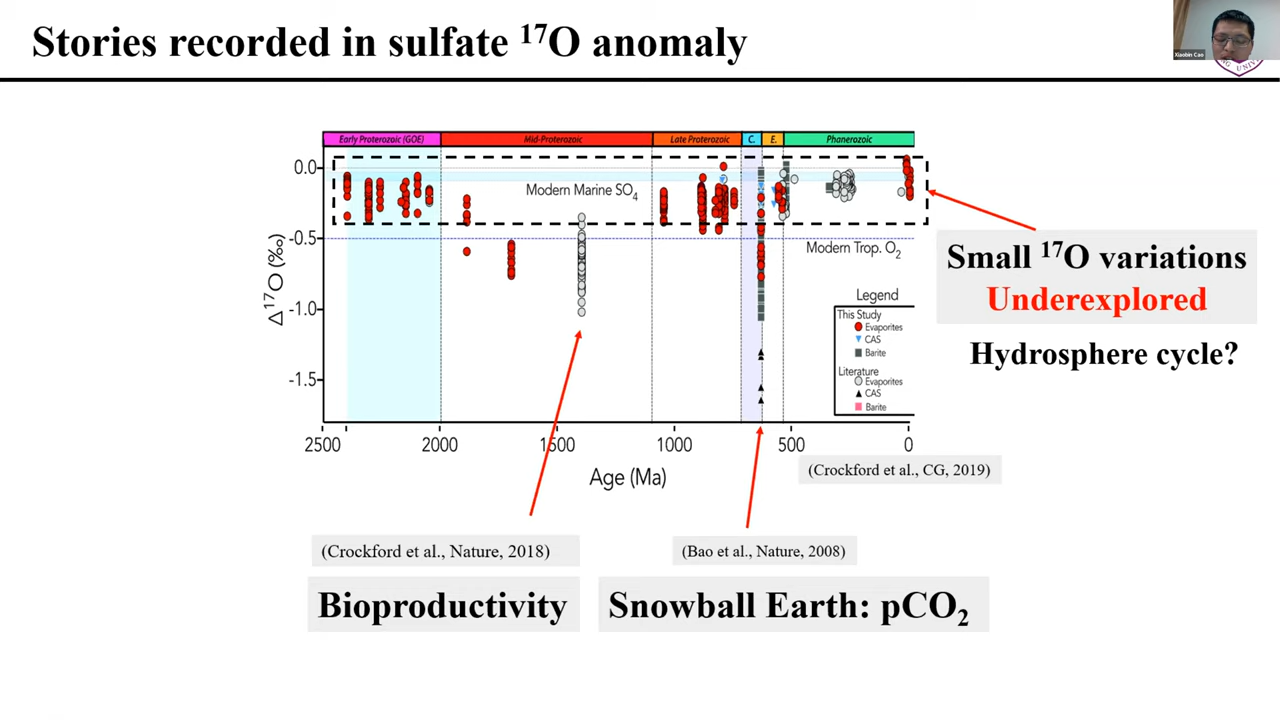 Stories recorded in sulfate ¹⁷O anomaly
Xiaobin Cao
Early Proterozoic (GOE) Mid-Proterozoic Late Proterozoic C. E. Phanerozoic
0.0
-0.5
-1.0
-1.5
Δ¹⁷O (‰)
Modern Marine SO₄
Modern Trop. O₂
Legend
This Study
Evaporites
CAS
Barite
Literature
Evaporites
CAS
Barite
2500 2000 1500 1000 500 0
Age (Ma)
Small ¹⁷O variations
Underexplored
Hydrosphere cycle?
(Crockford et al., CG, 2019)
(Crockford et al., Nature, 2018)
(Bao et al., Nature, 2008)
Bioproductivity
Snowball Earth: pCO₂